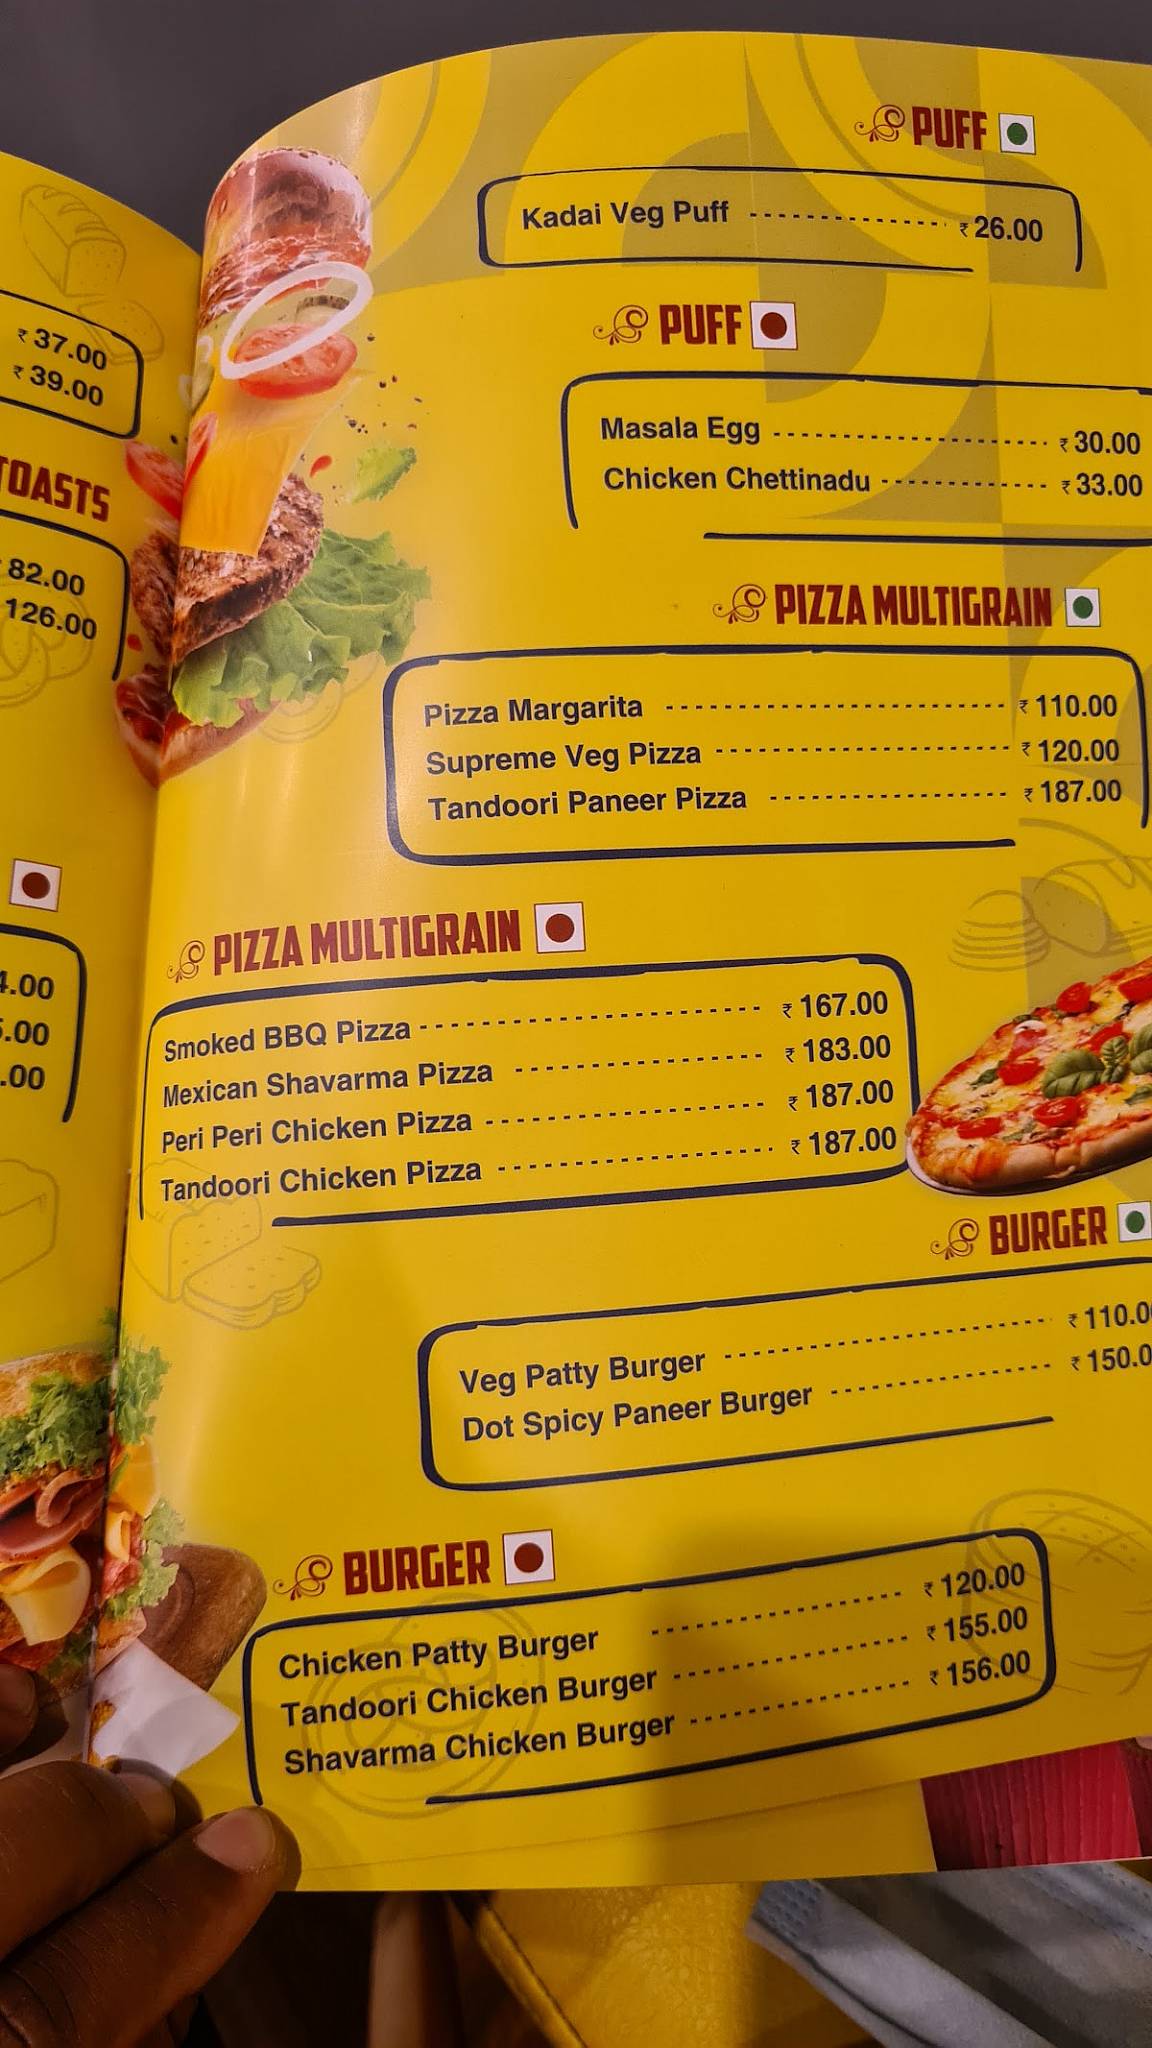 ₹ 37.00
₹ 39.00
TOASTS
82.00
126.00
.00
.00
.00
PUFF
Kadai Veg Puff ₹ 26.00
PUFF
Masala Egg ₹ 30.00
Chicken Chettinadu ₹ 33.00
PIZZA MULTIGRAIN
Pizza Margarita ₹ 110.00
Supreme Veg Pizza ₹ 120.00
Tandoori Paneer Pizza ₹ 187.00
PIZZA MULTIGRAIN
Smoked BBQ Pizza ₹ 167.00
Mexican Shavarma Pizza ₹ 183.00
Peri Peri Chicken Pizza ₹ 187.00
Tandoori Chicken Pizza ₹ 187.00
BURGER
Veg Patty Burger ₹ 110.0
Dot Spicy Paneer Burger ₹ 150.0
BURGER
Chicken Patty Burger ₹ 120.00
Tandoori Chicken Burger ₹ 155.00
Shavarma Chicken Burger ₹ 156.00